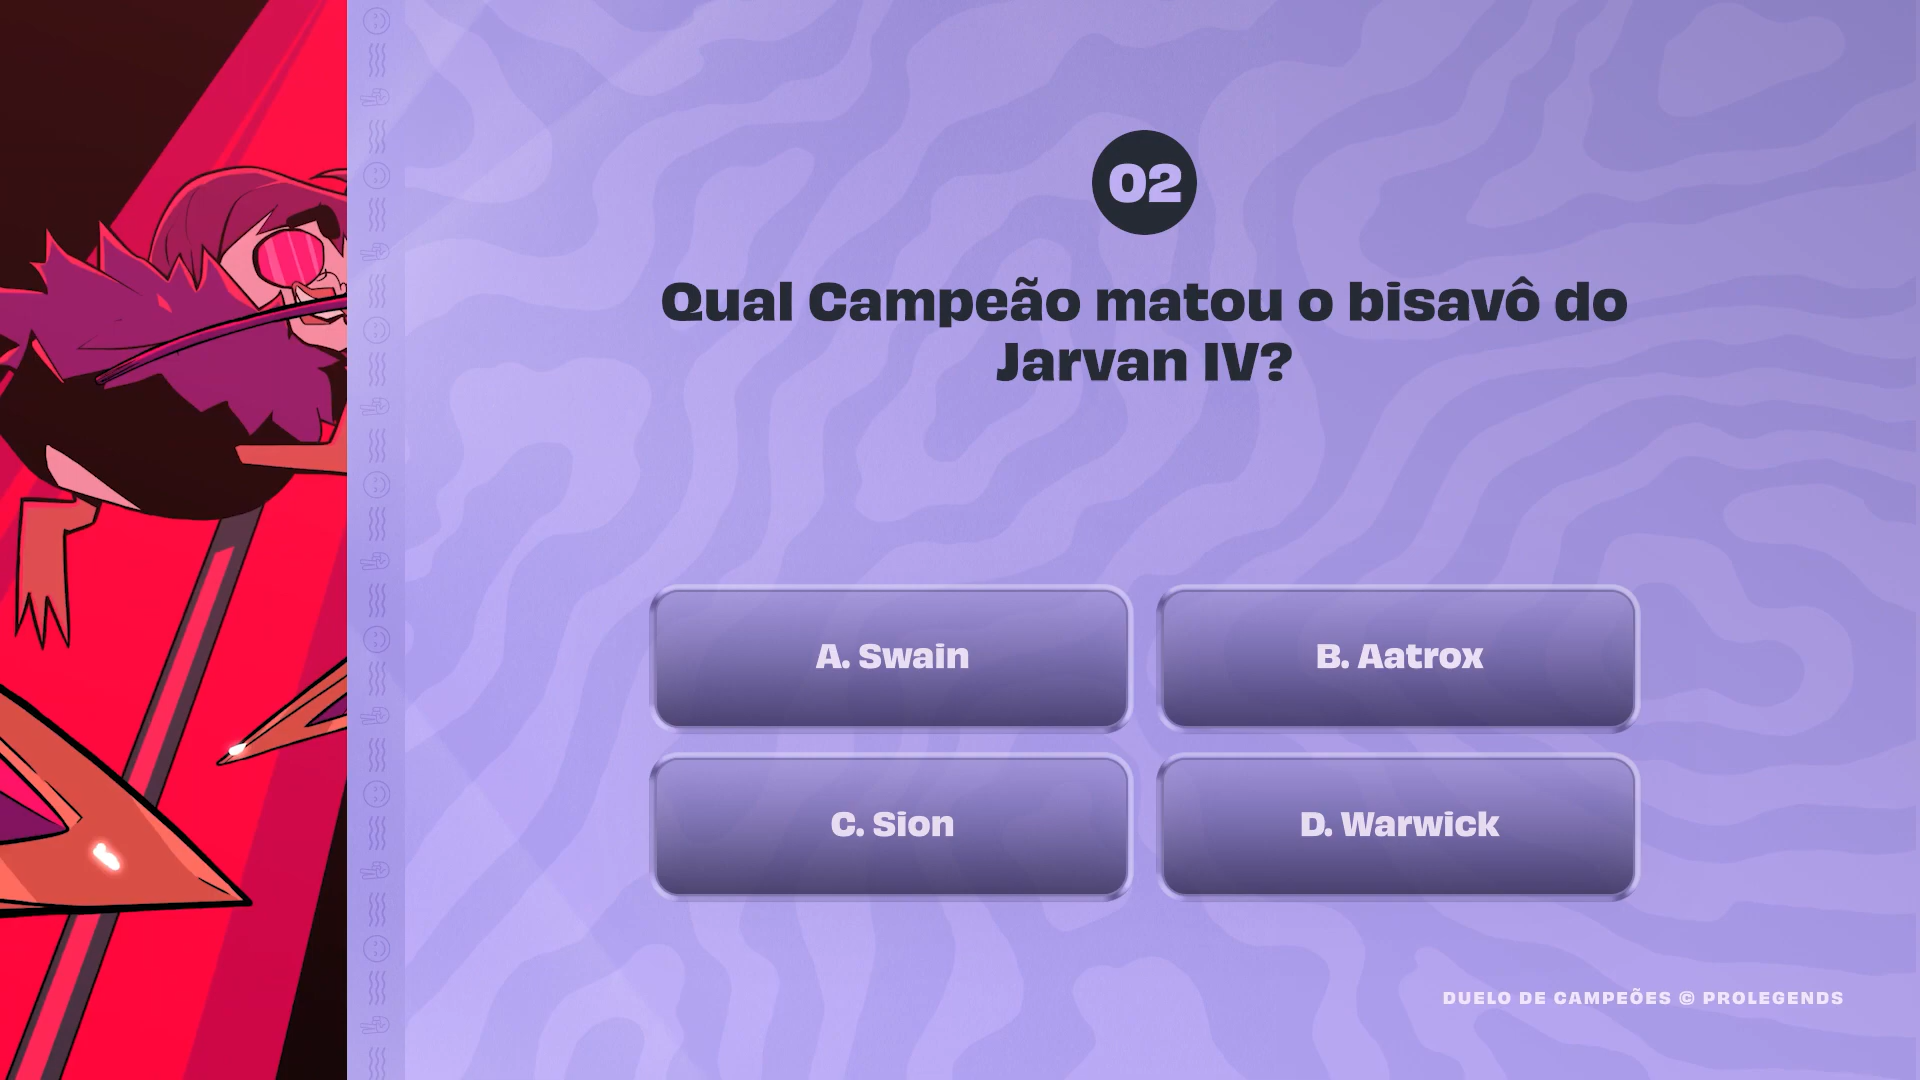 02
Qual Campeão matou o bisavô do
Jarvan IV?
A. Swain
B. Aatrox
C. Sion
D. Warwick
DUELO DE CAMPEÕES © PROLEGENDS